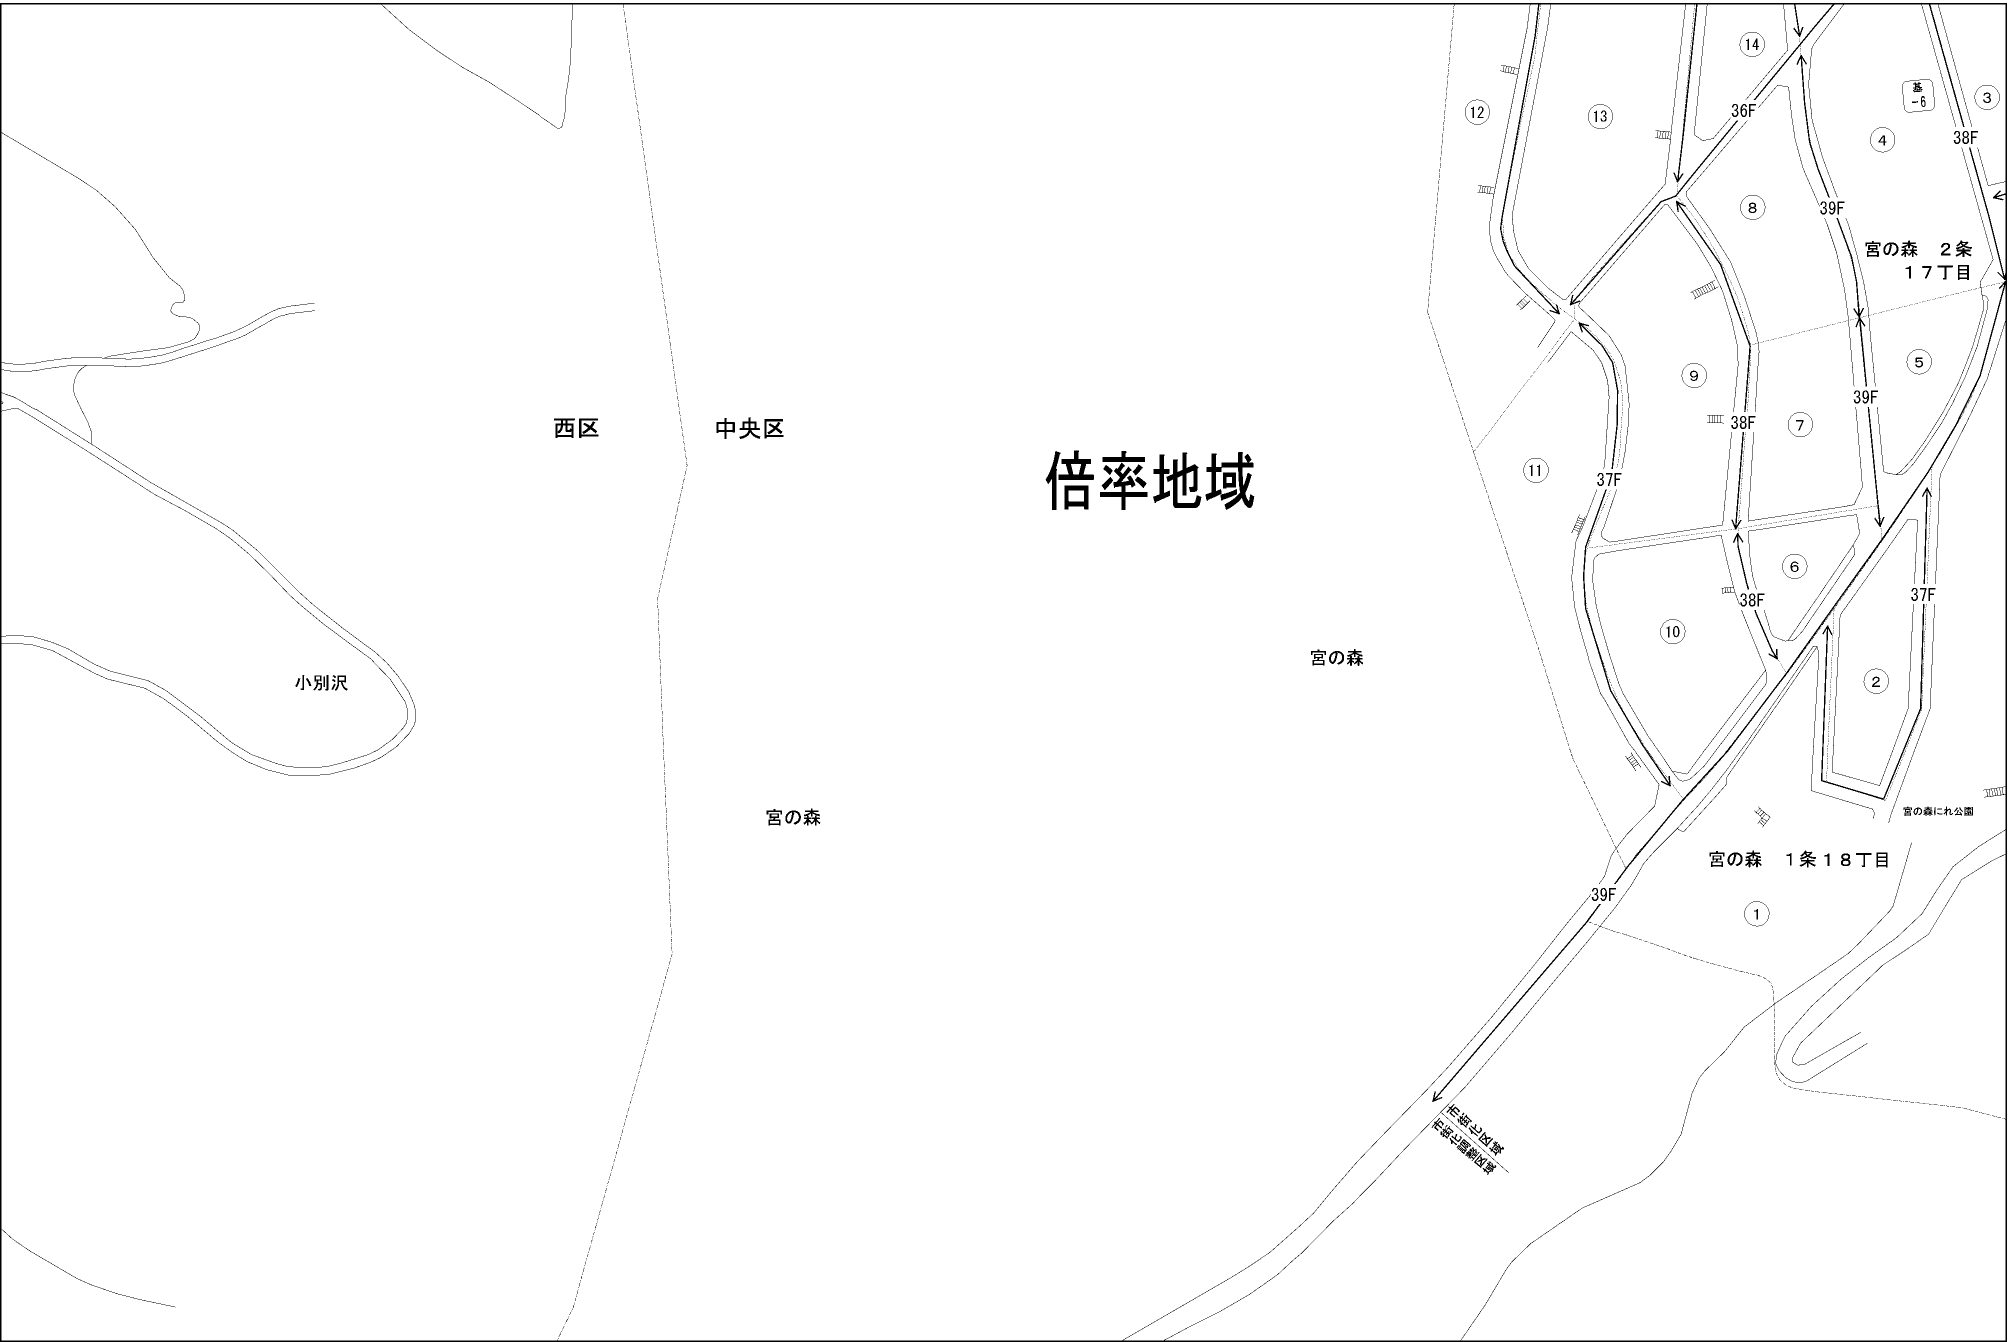 14
基
-6
3
12
13
36F
4
38F
8
39F
宮の森 2条
17丁目
5
9
39F
7
38F
西区
中央区
倍率地域
11
37F
6
38F
37F
10
宮の森
小別沢
2
宮の森
宮の森にれ公園
宮の森 1条18丁目
39F
1
市街化区域
市街化調整区域